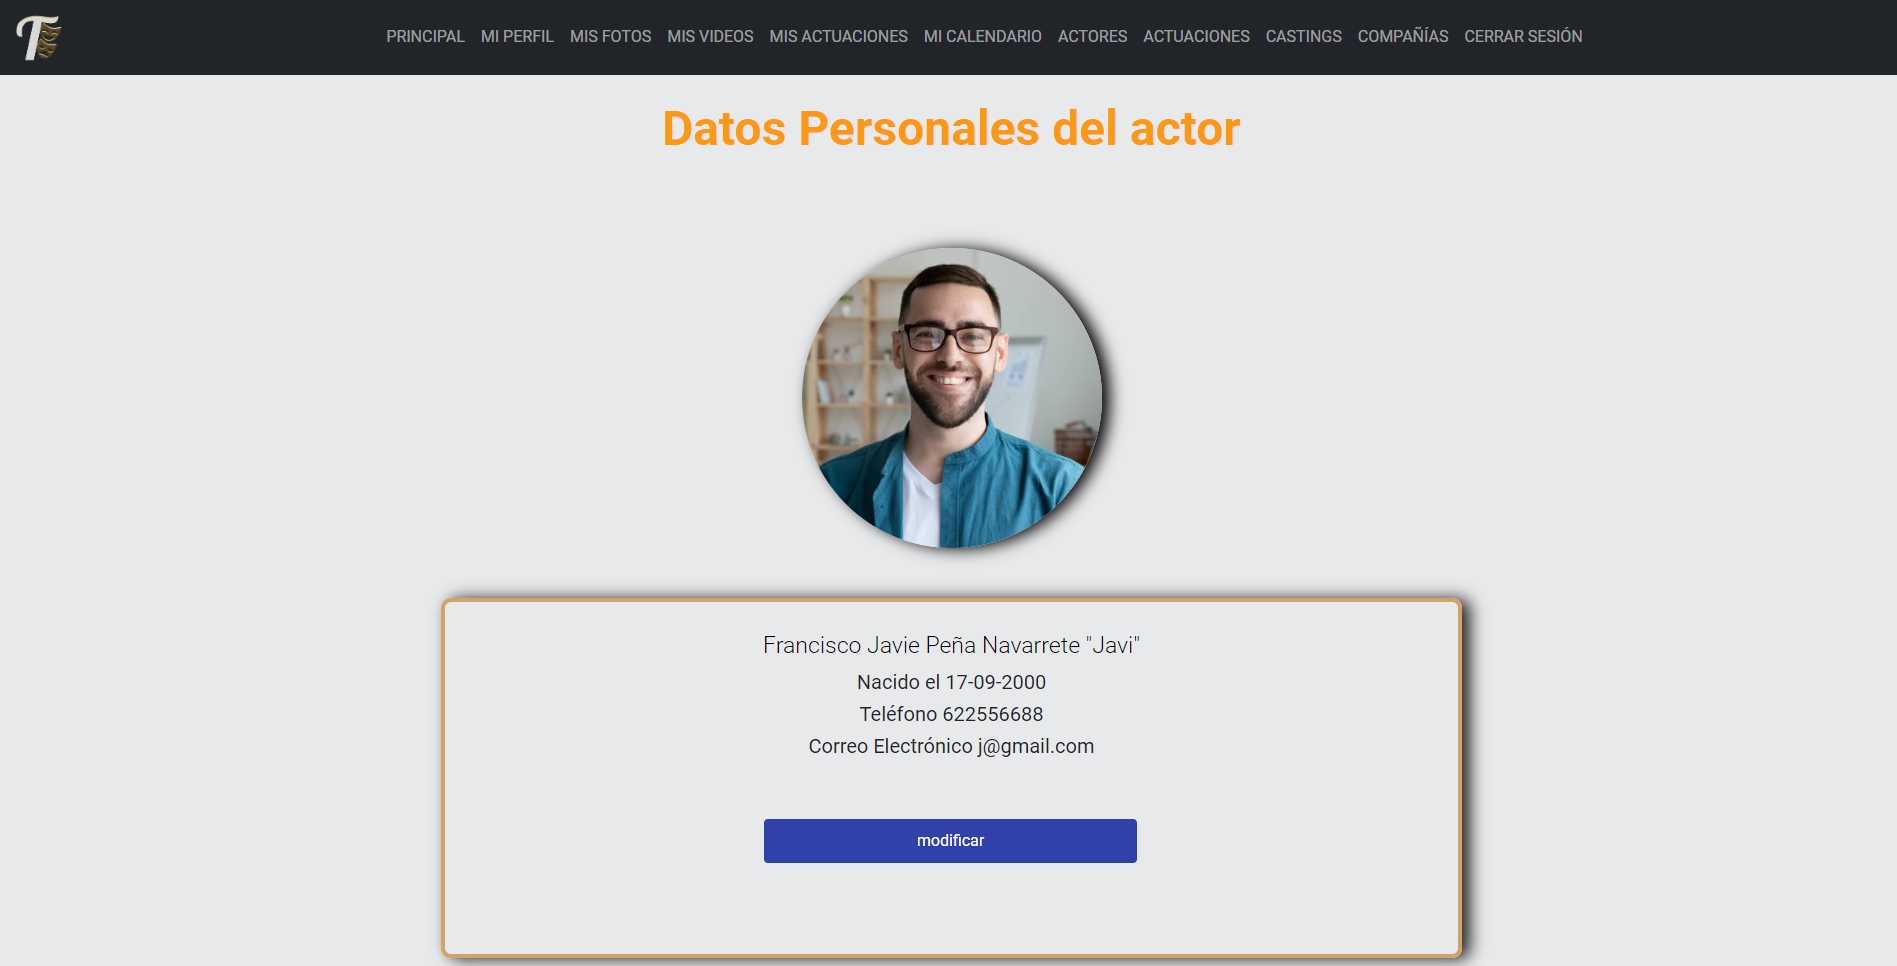 T
PRINCIPAL MI PERFIL MIS FOTOS MIS VIDEOS MIS ACTUACIONES MI CALENDARIO ACTORES ACTUACIONES CASTINGS COMPAÑÍAS CERRAR SESIÓN
Datos Personales del actor
Francisco Javie Peña Navarrete "Javi"
Nacido el 17-09-2000
Teléfono 622556688
Correo Electrónico j@gmail.com
modificar